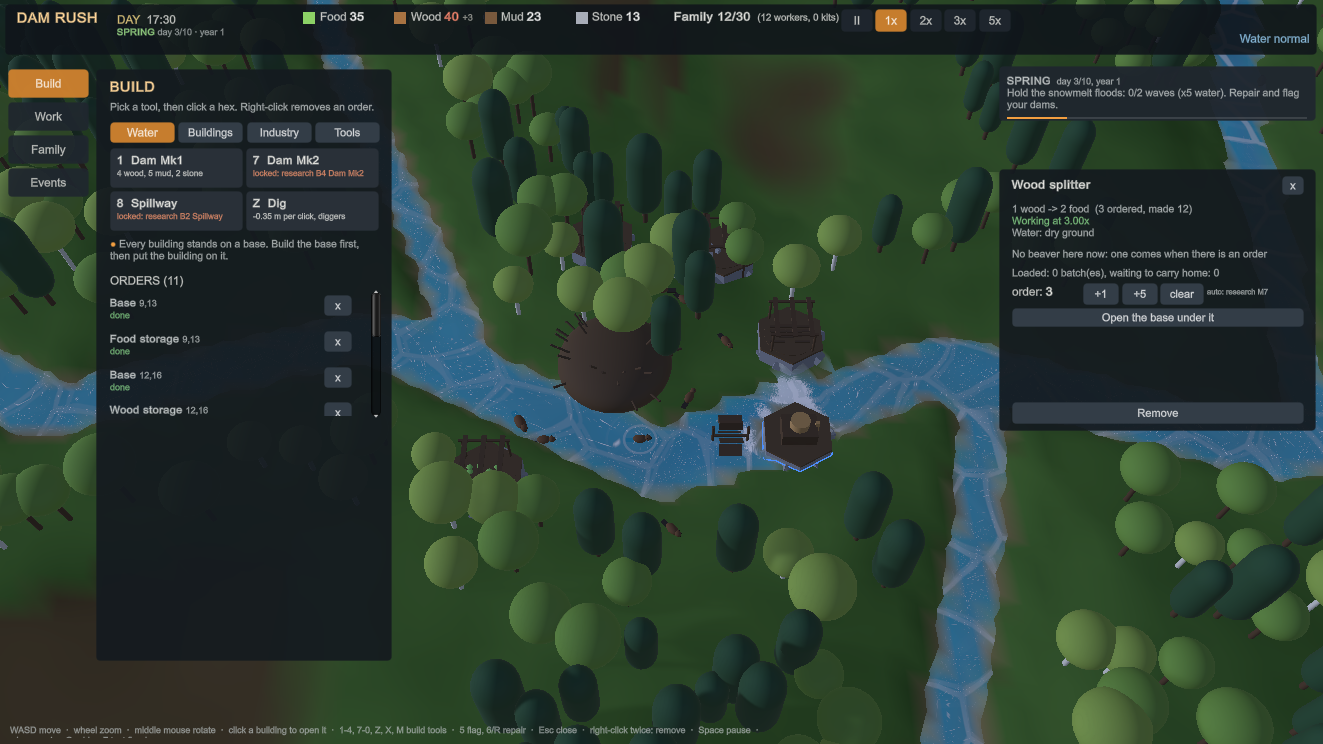 DAM RUSH
DAY 17:30
SPRING day 3/10 · year 1
Food 35
Wood 40 +3
Mud 23
Stone 13
Family 12/30 (12 workers, 0 kits)
II
1x
2x
3x
5x
Water normal
Build
Work
Family
Events
BUILD
Pick a tool, then click a hex. Right-click removes an order.
Water
Buildings
Industry
Tools
1 Dam Mk1
4 wood, 5 mud, 2 stone
7 Dam Mk2
locked: research B4 Dam Mk2
8 Spillway
locked: research B2 Spillway
Z Dig
-0.35 m per click, diggers
● Every building stands on a base. Build the base first,
then put the building on it.
ORDERS (11)
Base 9,13
done
x
Food storage 9,13
done
x
Base 12,16
done
x
Wood storage 12,16
x
SPRING day 3/10, year 1
Hold the snowmelt floods: 0/2 waves (x5 water). Repair and flag
your dams.
Wood splitter
x
1 wood -> 2 food (3 ordered, made 12)
Working at 3.00x
Water: dry ground
No beaver here now: one comes when there is an order
Loaded: 0 batch(es), waiting to carry home: 0
order: 3
+1
+5
clear
auto: research M7
Open the base under it
Remove
WASD move · wheel zoom · middle mouse rotate · click a building to open it · 1-4, 7-0, Z, X, M build tools · 5 flag, 6/R repair · Esc close · right-click twice: remove · Space pause ·